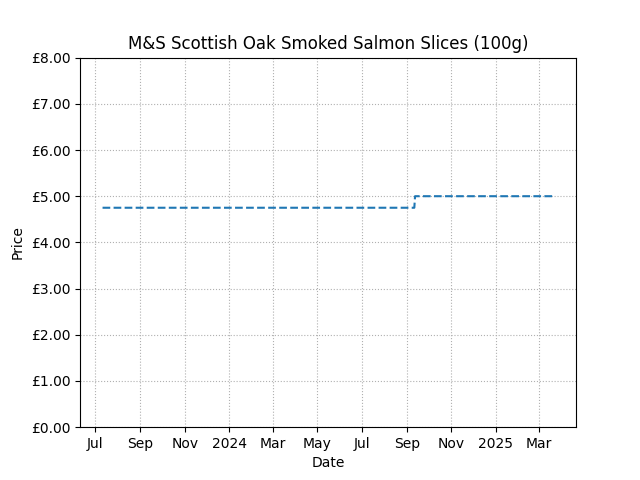 M&S Scottish Oak Smoked Salmon Slices (100g)
£8.00
£7.00
£6.00
£5.00
£4.00
£3.00
£2.00
£1.00
£0.00
Price
Jul Sep Nov 2024 Mar May Jul Sep Nov 2025 Mar
Date